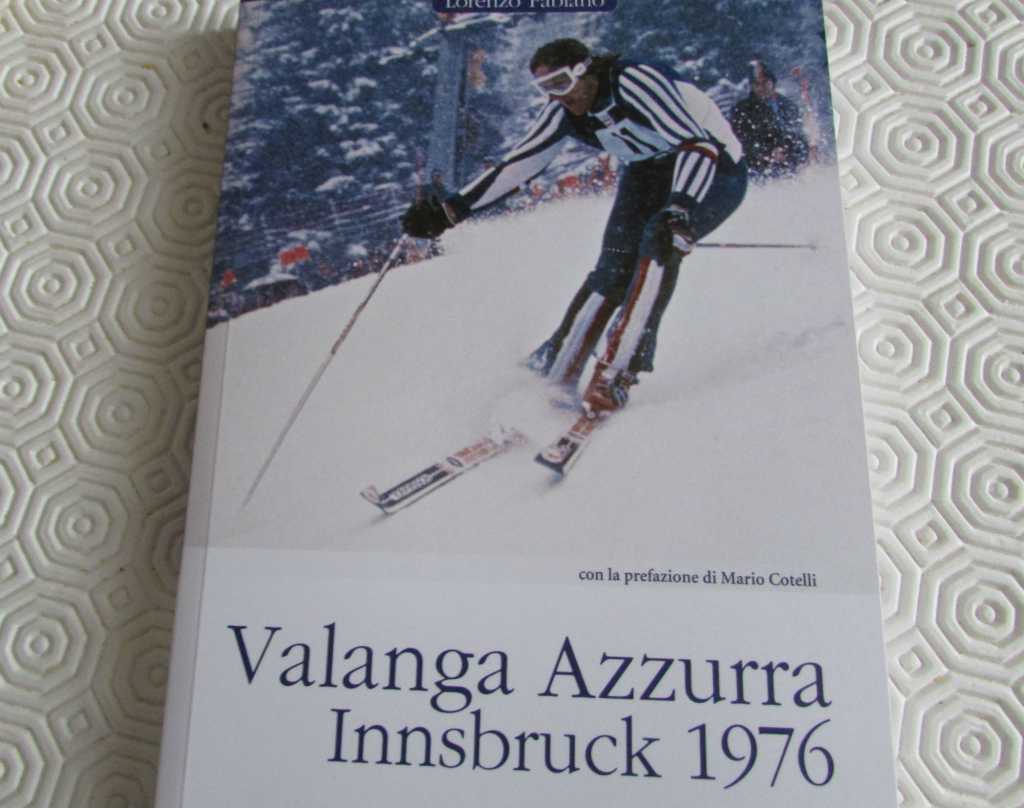 Lorenzo Fabiano
con la prefazione di Mario Cotelli
Valanga Azzurra
Innsbruck 1976